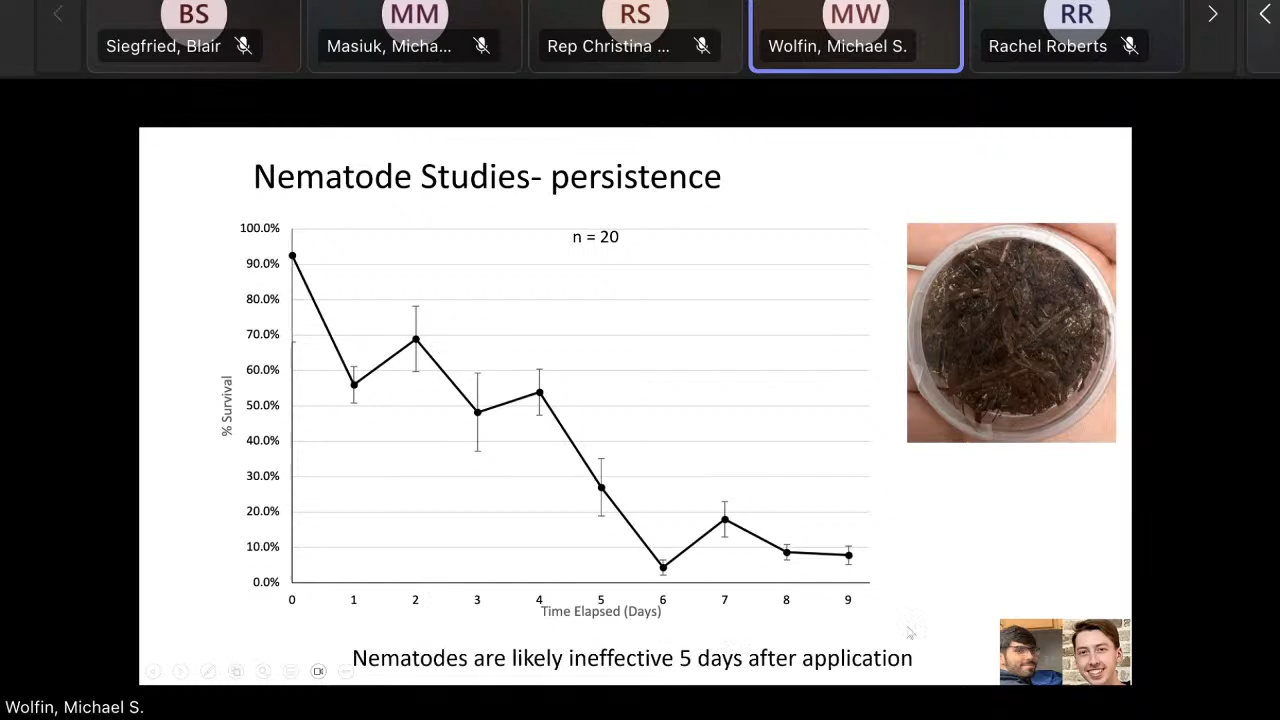 BS
MM
RS
MW
RR
Siegfried, Blair
Masiuk, Micha...
Rep Christina ...
Wolfin, Michael S.
Rachel Roberts
Nematode Studies- persistence
n = 20
100.0%
90.0%
80.0%
70.0%
60.0%
50.0%
40.0%
30.0%
20.0%
10.0%
0.0%
% Survival
0 1 2 3 4 5 6 7 8 9
Time Elapsed (Days)
Nematodes are likely ineffective 5 days after application
Wolfin, Michael S.